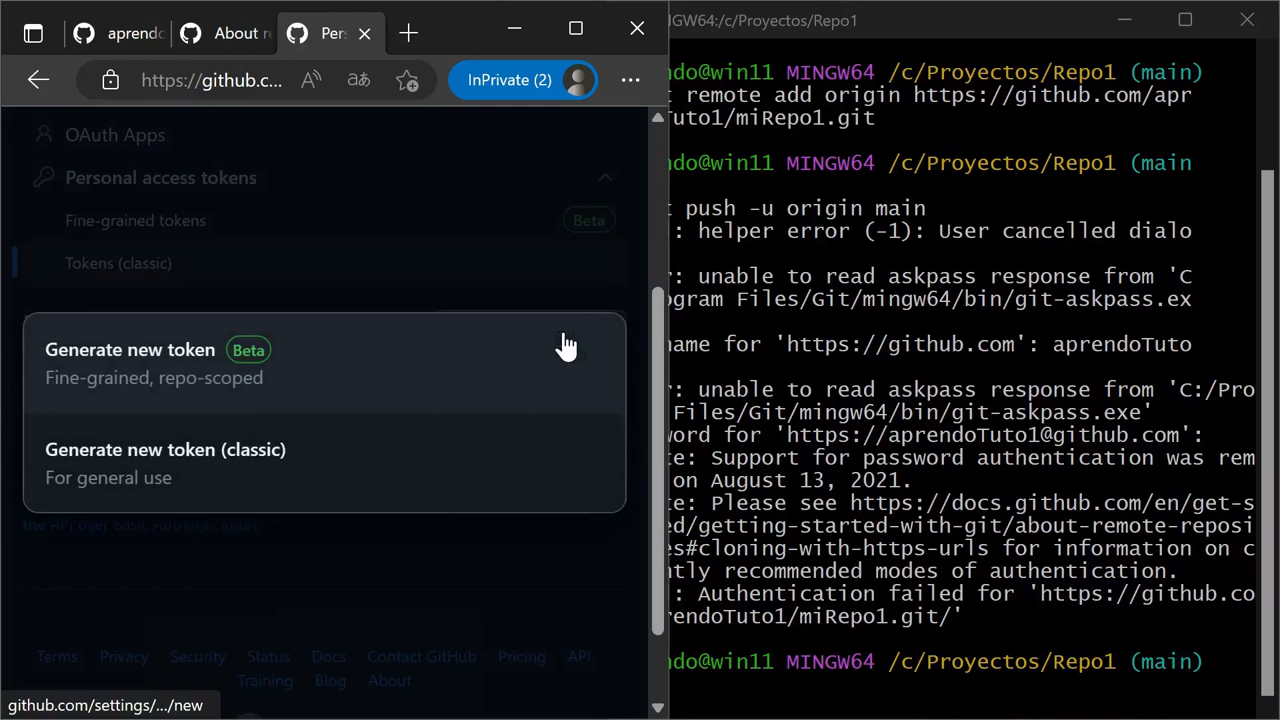 aprendo
About r
Per
https://github.c...
InPrivate (2)
OAuth Apps
Personal access tokens
Fine-grained tokens
Beta
Tokens (classic)
Generate new token Beta
Fine-grained, repo-scoped
Generate new token (classic)
For general use
the API over Basic Authentication.
Terms Privacy Security Status Docs Contact GitHub Pricing API
Training Blog About
github.com/settings/.../new
NGW64:/c/Proyectos/Repo1
ndo@win11 MINGW64 /c/Proyectos/Repo1 (main)
t remote add origin https://github.com/apr
Tuto1/miRepo1.git
ndo@win11 MINGW64 /c/Proyectos/Repo1 (main
t push -u origin main
: helper error (-1): User cancelled dialo
r: unable to read askpass response from 'C
ogram Files/Git/mingw64/bin/git-askpass.ex
name for 'https://github.com': aprendoTuto
r: unable to read askpass response from 'C:/Pro
Files/Git/mingw64/bin/git-askpass.exe'
word for 'https://aprendoTuto1@github.com':
te: Support for password authentication was rem
on August 13, 2021.
te: Please see https://docs.github.com/en/get-s
ed/getting-started-with-git/about-remote-reposi
es#cloning-with-https-urls for information on c
ntly recommended modes of authentication.
: Authentication failed for 'https://github.co
prendoTuto1/miRepo1.git/'
ndo@win11 MINGW64 /c/Proyectos/Repo1 (main)